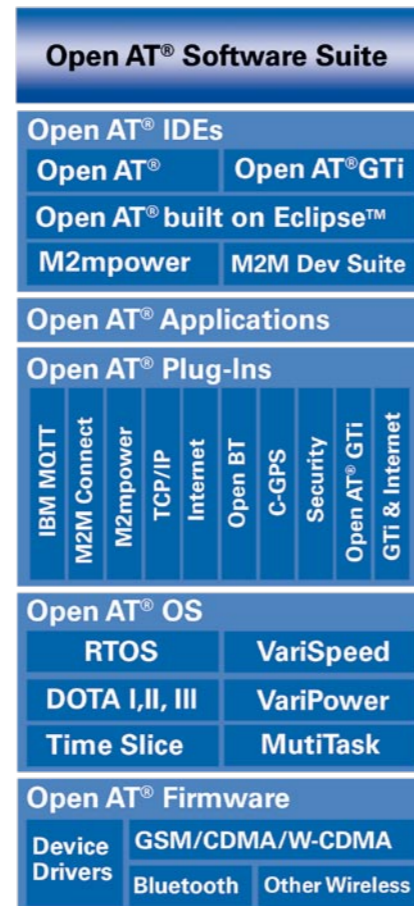 Open AT® Software Suite
Open AT® IDEs
Open AT®
Open AT®GTi
Open AT® built on Eclipse™
M2mpower
M2M Dev Suite
Open AT® Applications
Open AT® Plug-Ins
IBM MQTT
M2M Connect
M2mpower
TCP/IP
Internet
Open BT
C-GPS
Security
Open AT® GTi
GTi & Internet
Open AT® OS
RTOS
VariSpeed
DOTA I,II, III
VariPower
Time Slice
MutiTask
Open AT® Firmware
Device
Drivers
GSM/CDMA/W-CDMA
Bluetooth
Other Wireless